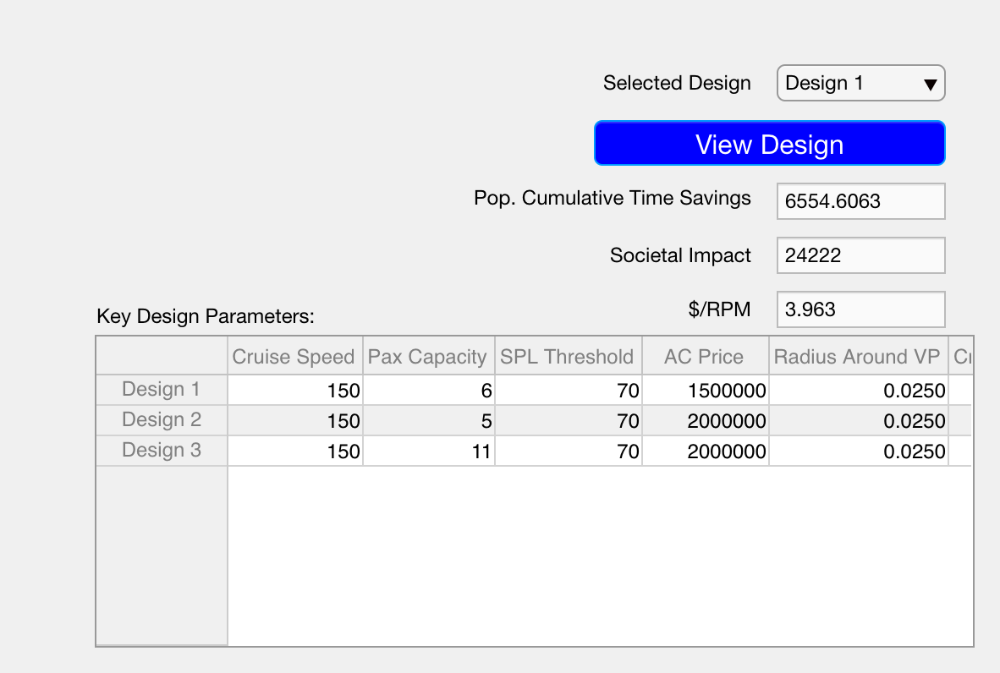 Selected Design Design 1
View Design
Pop. Cumulative Time Savings 6554.6063
Societal Impact 24222
$/RPM 3.963
Key Design Parameters:
Cruise Speed Pax Capacity SPL Threshold AC Price Radius Around VP
Design 1 150 6 70 1500000 0.0250
Design 2 150 5 70 2000000 0.0250
Design 3 150 11 70 2000000 0.0250